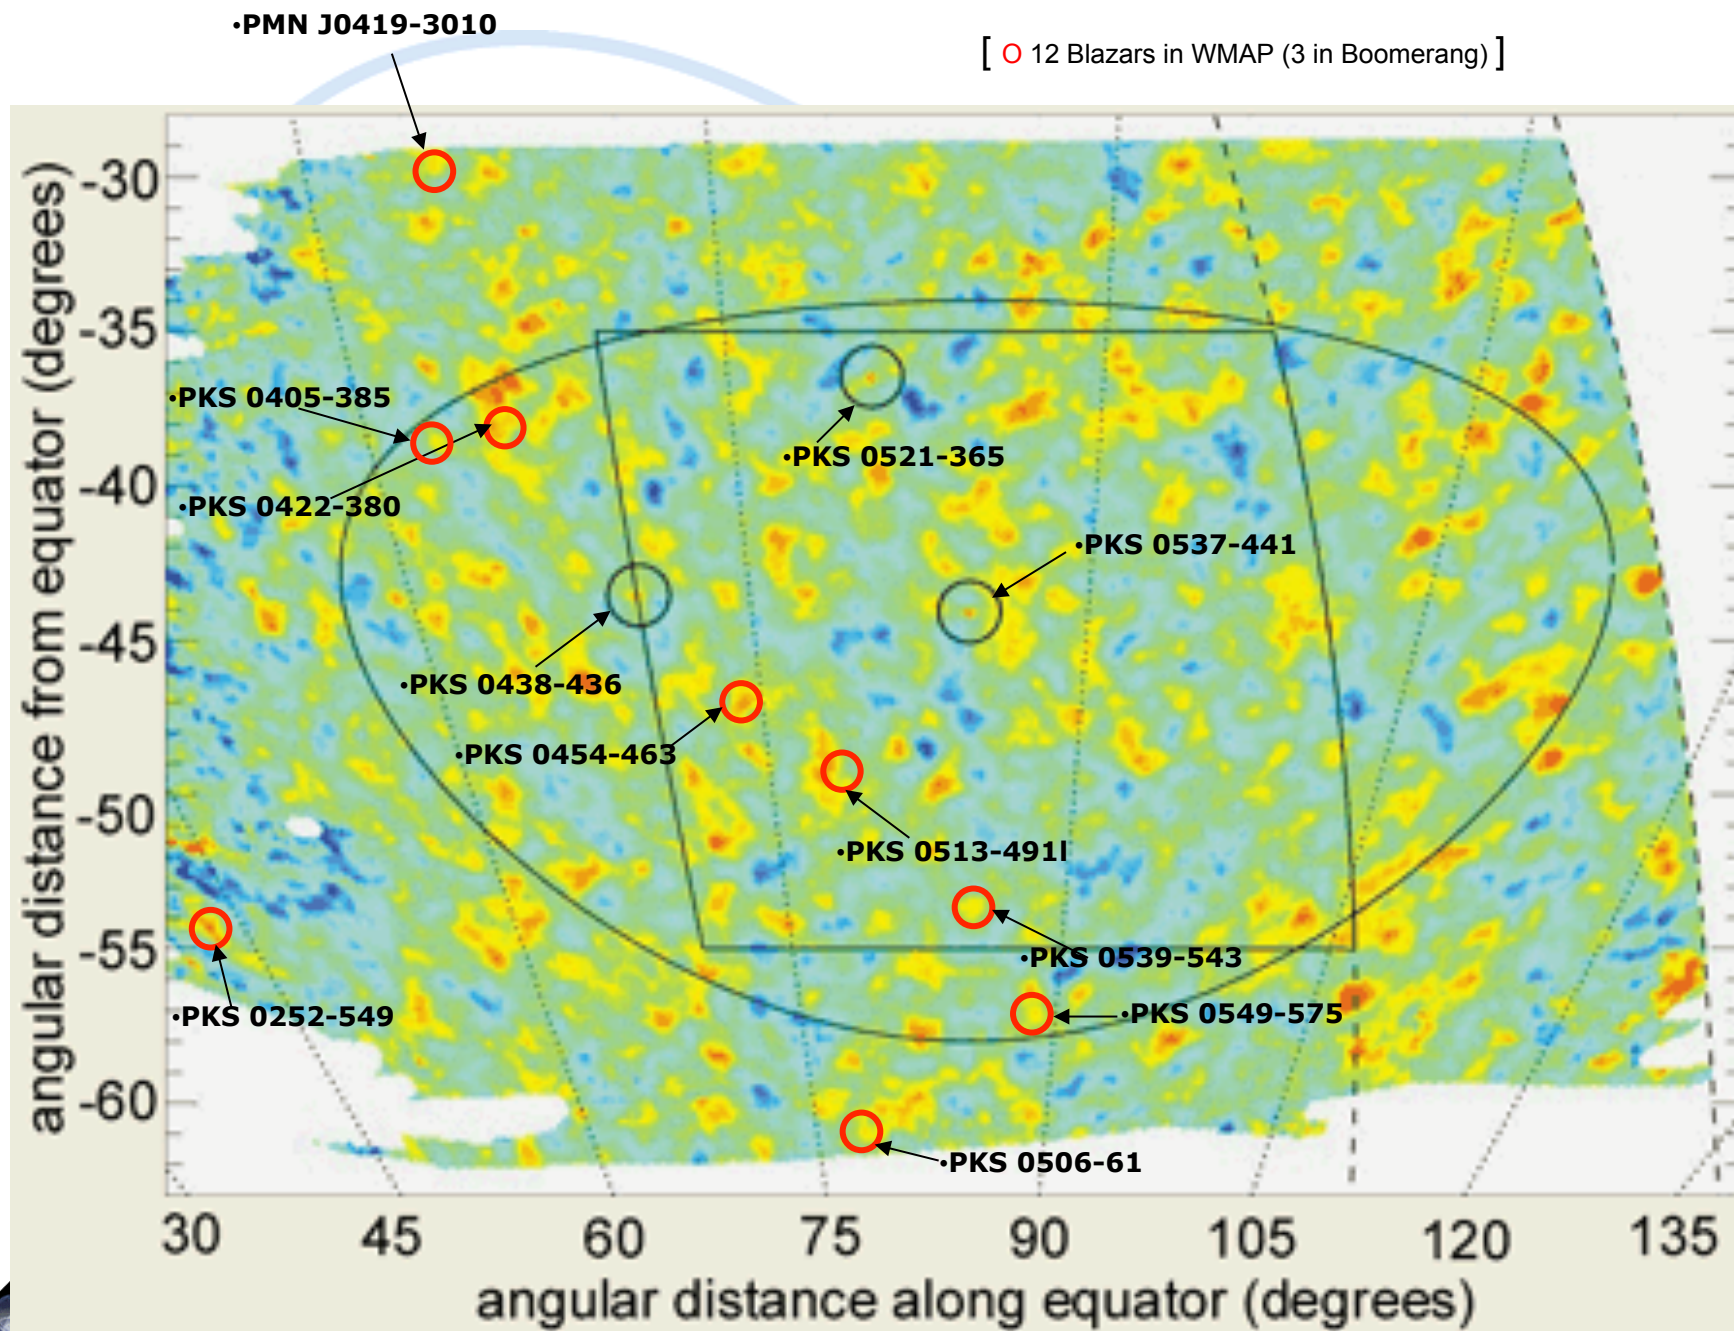 •PMN J0419-3010
[ O 12 Blazars in WMAP (3 in Boomerang) ]
angular distance from equator (degrees)
-30
-35
-40
-45
-50
-55
-60
•PKS 0405-385
•PKS 0422-380
•PKS 0521-365
•PKS 0537-441
•PKS 0438-436
•PKS 0454-463
•PKS 0513-491l
•PKS 0539-543
•PKS 0252-549
•PKS 0549-575
•PKS 0506-61
30 45 60 75 90 105 120 135
angular distance along equator (degrees)